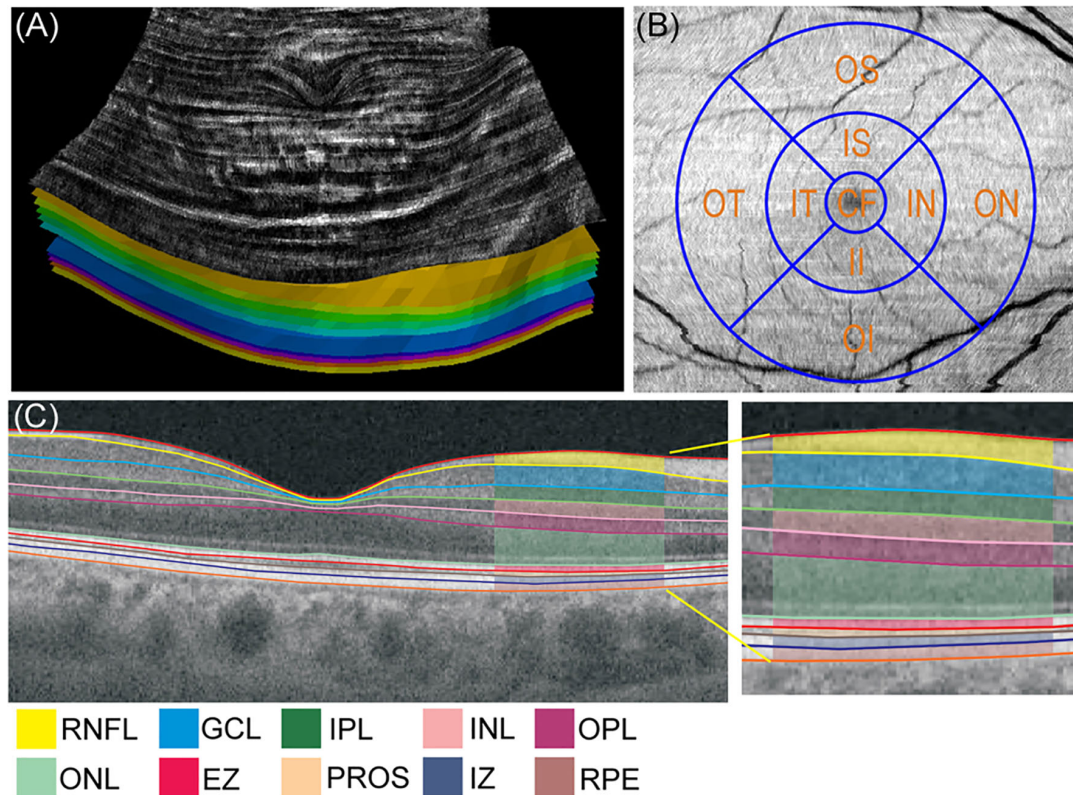 (A)
(B)
OS
IS
OT IT CF IN ON
II
OI
(C)
RNFL GCL IPL INL OPL
ONL EZ PROS IZ RPE